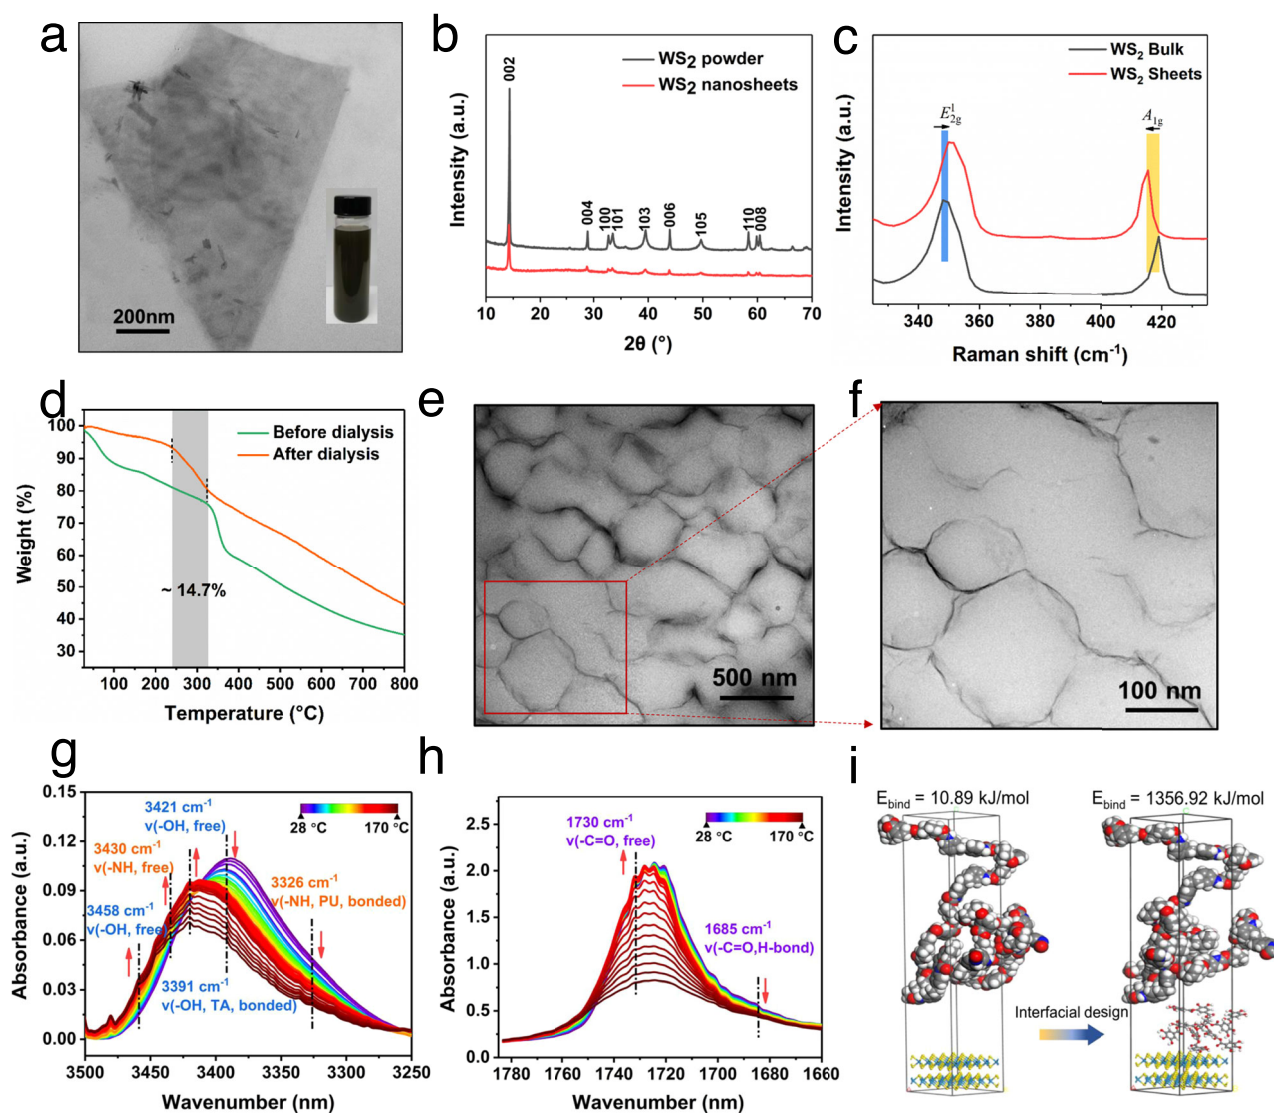 a
200nm
b
WS2 powder
WS2 nanosheets
002
004
100
101
103
006
105
110
008
Intensity (a.u.)
10 20 30 40 50 60 70
2θ (°)
c
WS2 Bulk
WS2 Sheets
E¹2g
A1g
Intensity (a.u.)
340 360 380 400 420
Raman shift (cm-1)
d
Before dialysis
After dialysis
~ 14.7%
100
90
80
70
60
50
40
30
Weight (%)
100 200 300 400 500 600 700 800
Temperature (°C)
e
500 nm
f
100 nm
g
3421 cm-1
ν(-OH, free)
3430 cm-1
ν(-NH, free)
3458 cm-1
ν(-OH, free)
3391 cm-1
ν(-OH, TA, bonded)
3326 cm-1
ν(-NH, PU, bonded)
28 °C 170 °C
0.15
0.12
0.09
0.06
0.03
0.00
Absorbance (a.u.)
3500 3450 3400 3350 3300 3250
Wavenumber (nm)
h
1730 cm-1
ν(-C=O, free)
1685 cm-1
ν(-C=O,H-bond)
28 °C 170 °C
2.5
2.0
1.5
1.0
0.5
0.0
Absorbance (a.u.)
1780 1760 1740 1720 1700 1680 1660
Wavenumber (nm)
i
Ebind = 10.89 kJ/mol
Ebind = 1356.92 kJ/mol
Interfacial design